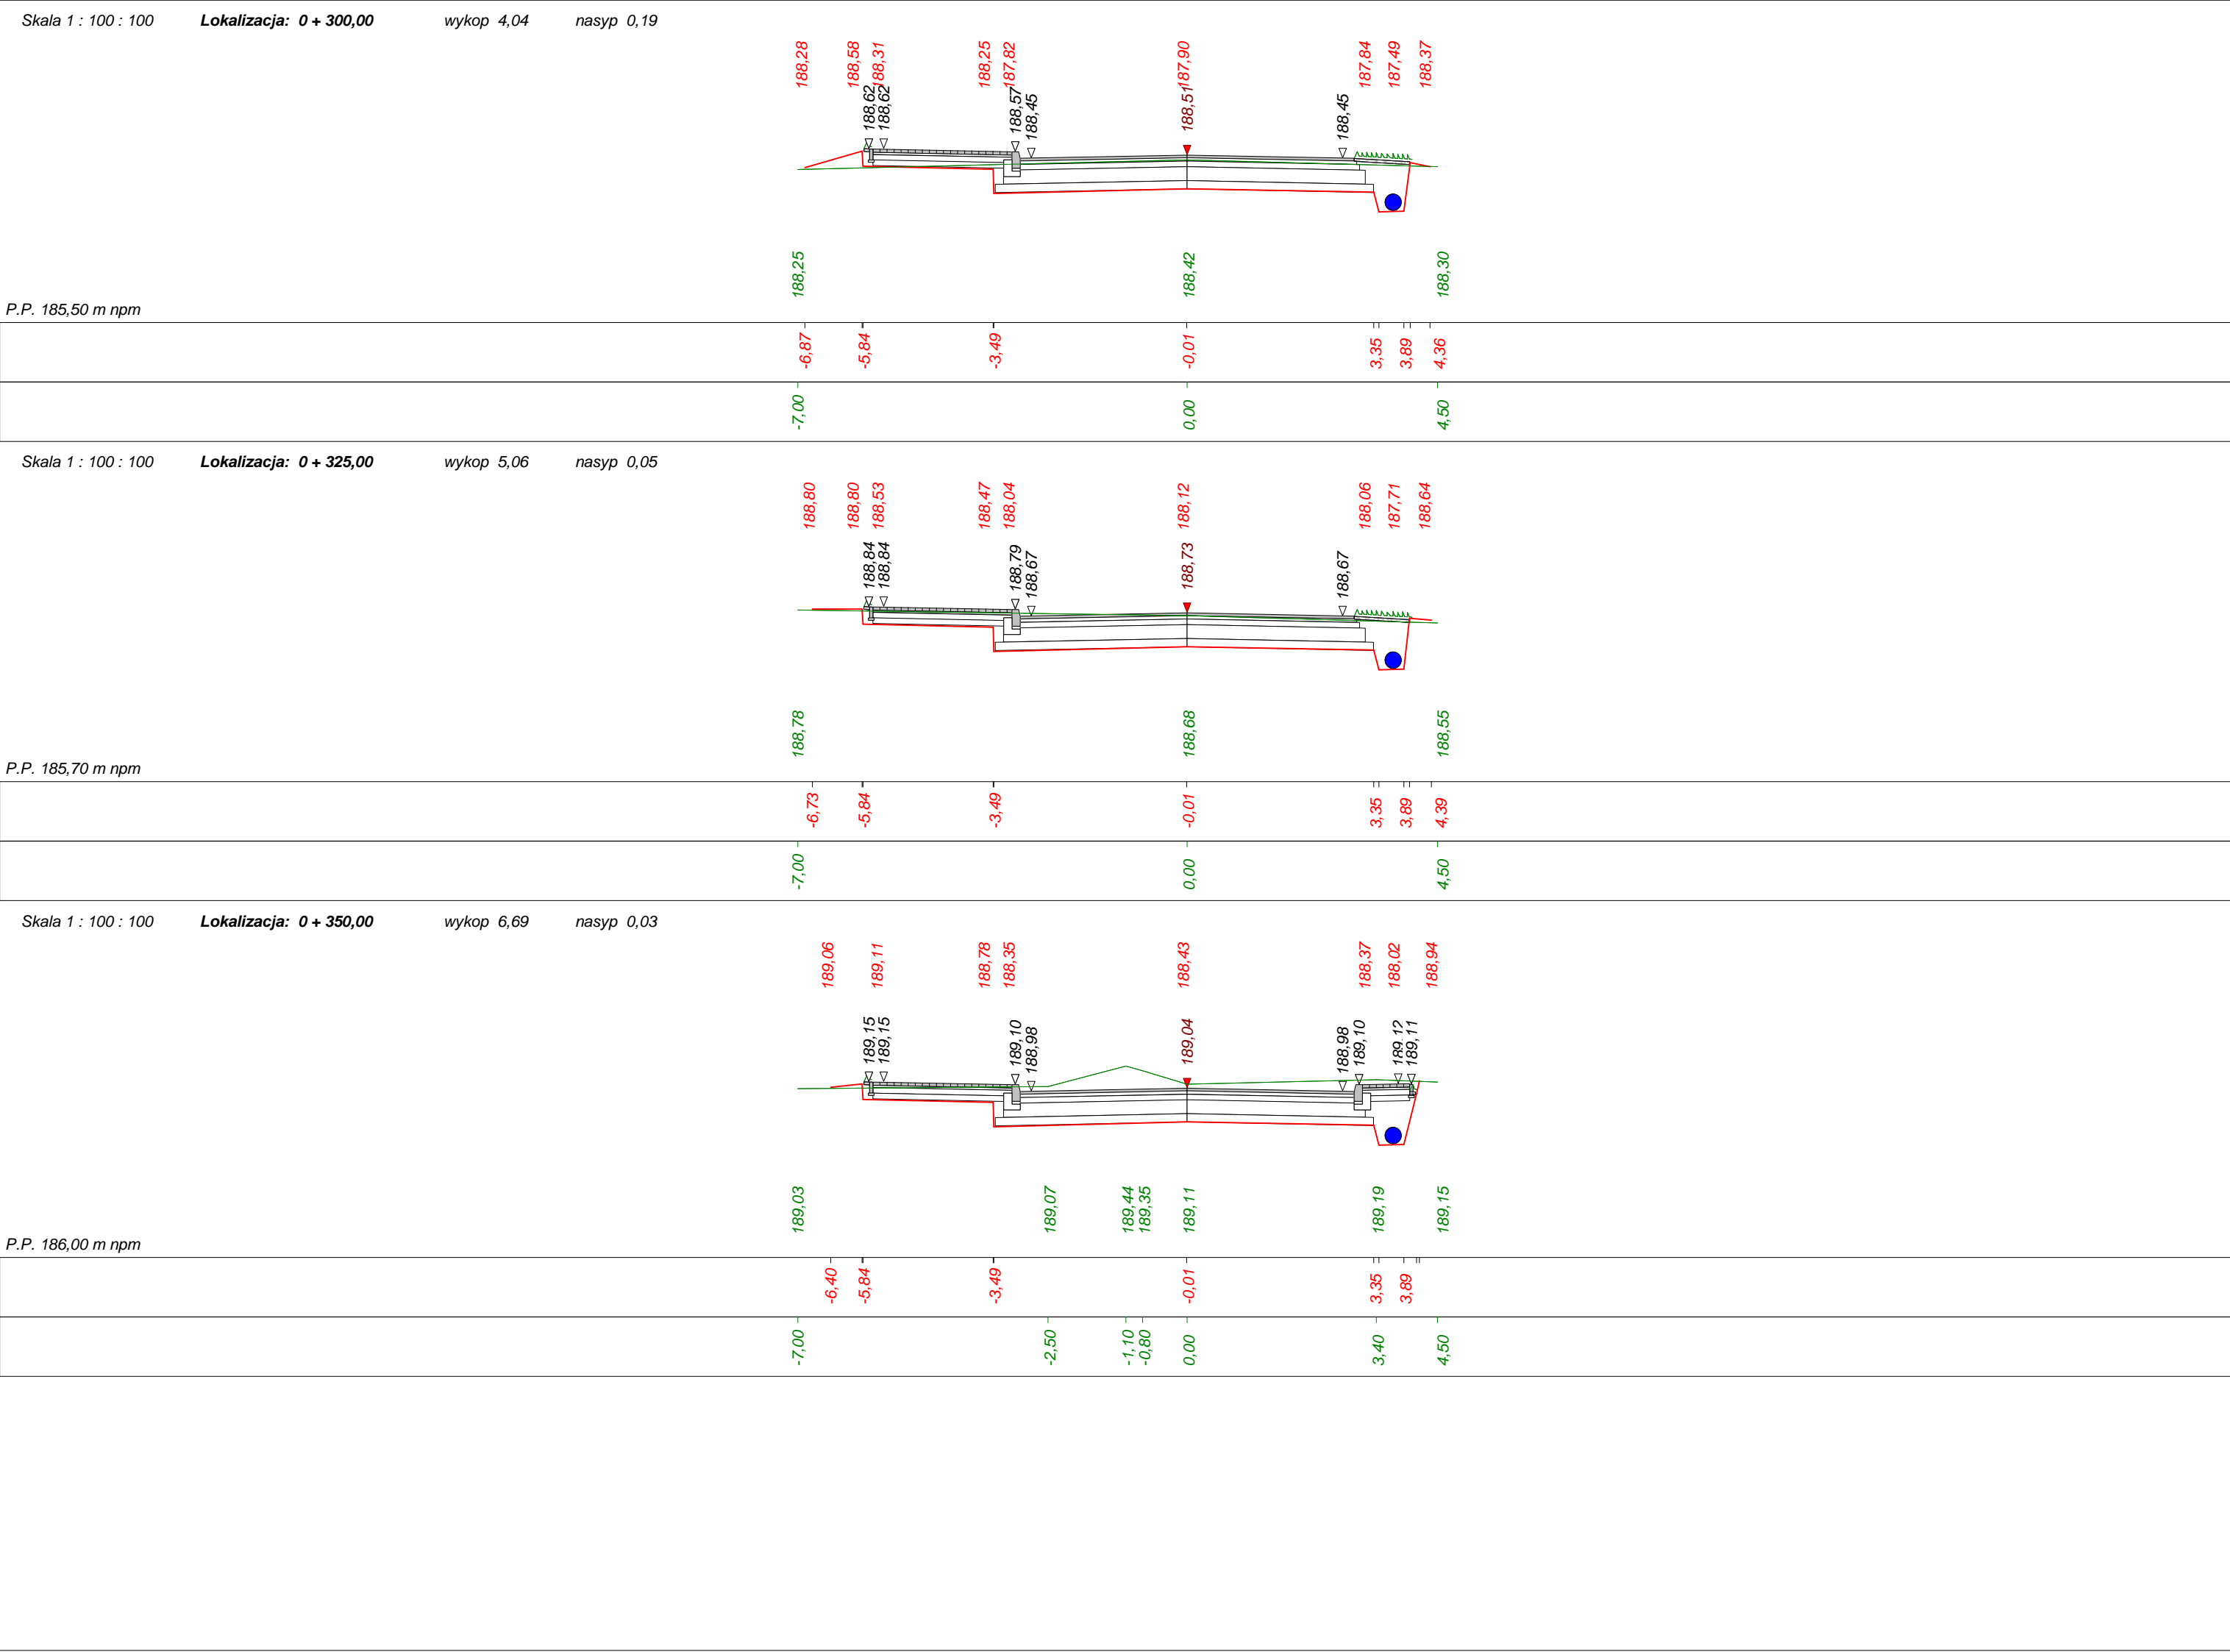 Skala 1 : 100 : 100 Lokalizacja: 0 + 300,00 wykop 4,04 nasyp 0,19
188,28 188,58 188,31 188,25 187,82 187,90 187,84 187,49 188,37
188,62 188,62 188,57 188,45 188,51 188,45
188,25 188,42 188,30
P.P. 185,50 m npm
-6,87 -5,84 -3,49 -0,01 3,35 3,89 4,36
-7,00 0,00 4,50
Skala 1 : 100 : 100 Lokalizacja: 0 + 325,00 wykop 5,06 nasyp 0,05
188,80 188,80 188,53 188,47 188,04 188,12 188,06 187,71 188,64
188,84 188,84 188,79 188,67 188,73 188,67
188,78 188,68 188,55
P.P. 185,70 m npm
-6,73 -5,84 -3,49 -0,01 3,35 3,89 4,39
-7,00 0,00 4,50
Skala 1 : 100 : 100 Lokalizacja: 0 + 350,00 wykop 6,69 nasyp 0,03
189,06 189,11 188,78 188,35 188,43 188,37 188,02 188,94
189,15 189,15 189,10 188,98 189,04 188,98 189,10 189,12 189,11
189,03 189,07 189,44 189,35 189,11 189,19 189,15
P.P. 186,00 m npm
-6,40 -5,84 -3,49 -0,01 3,35 3,89
-7,00 -2,50 -1,10 -0,80 0,00 3,40 4,50